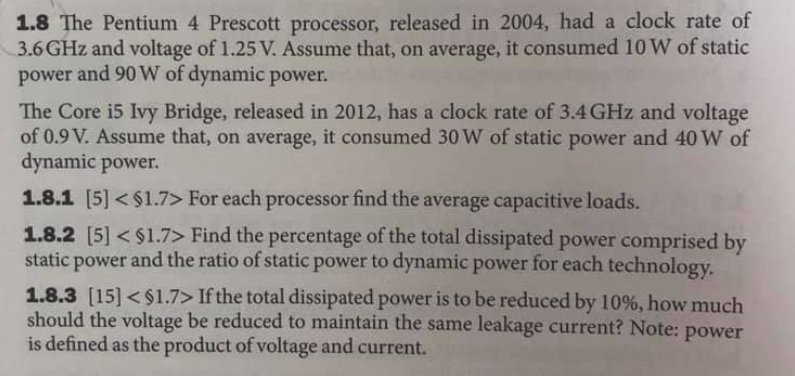 1.8 The Pentium 4 Prescott processor, released in 2004, had a clock rate of
3.6 GHz and voltage of 1.25 V. Assume that, on average, it consumed 10 W of static
power and 90 W of dynamic power.
The Core i5 Ivy Bridge, released in 2012, has a clock rate of 3.4 GHz and voltage
of 0.9 V. Assume that, on average, it consumed 30 W of static power and 40 W of
dynamic power.
1.8.1 [5] < §1.7> For each processor find the average capacitive loads.
1.8.2 [5] < §1.7> Find the percentage of the total dissipated power comprised by
static power and the ratio of static power to dynamic power for each technology.
1.8.3 [15] < §1.7> If the total dissipated power is to be reduced by 10%, how much
should the voltage be reduced to maintain the same leakage current? Note: power
is defined as the product of voltage and current.